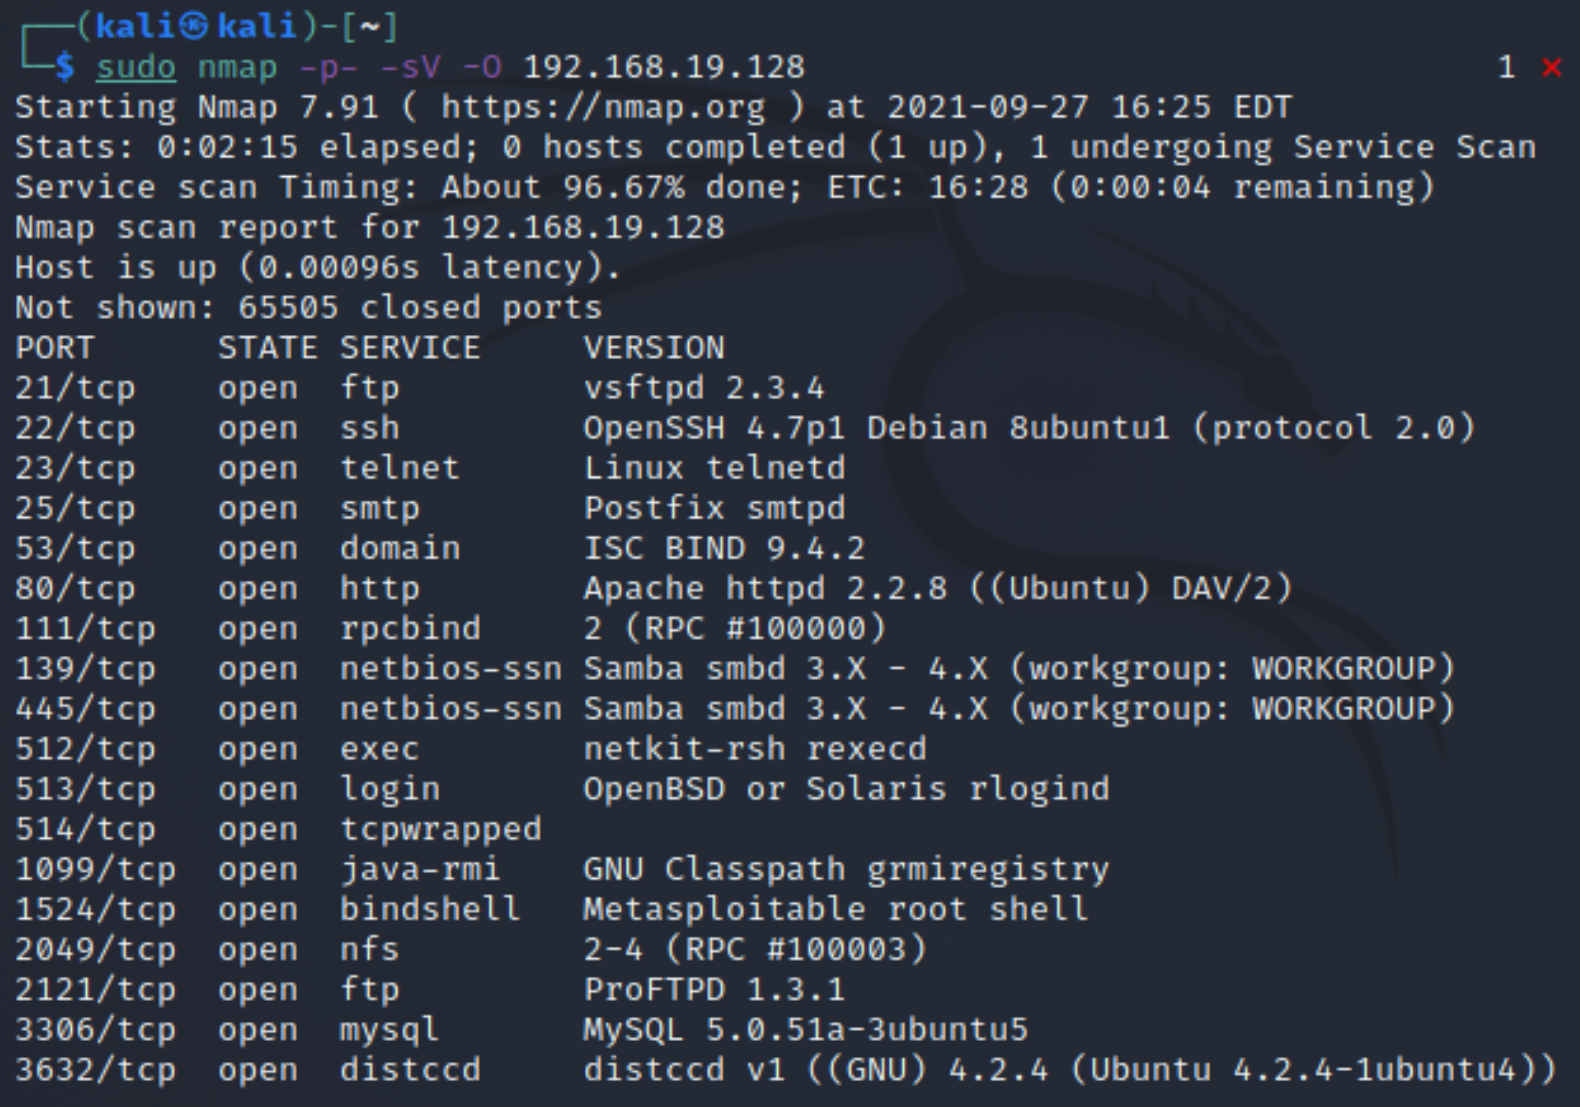 (kali㉿kali)-[~]
$ sudo nmap -p- -sV -O 192.168.19.128 1 ⨯
Starting Nmap 7.91 ( https://nmap.org ) at 2021-09-27 16:25 EDT
Stats: 0:02:15 elapsed; 0 hosts completed (1 up), 1 undergoing Service Scan
Service scan Timing: About 96.67% done; ETC: 16:28 (0:00:04 remaining)
Nmap scan report for 192.168.19.128
Host is up (0.00096s latency).
Not shown: 65505 closed ports
PORT STATE SERVICE VERSION
21/tcp open ftp vsftpd 2.3.4
22/tcp open ssh OpenSSH 4.7p1 Debian 8ubuntu1 (protocol 2.0)
23/tcp open telnet Linux telnetd
25/tcp open smtp Postfix smtpd
53/tcp open domain ISC BIND 9.4.2
80/tcp open http Apache httpd 2.2.8 ((Ubuntu) DAV/2)
111/tcp open rpcbind 2 (RPC #100000)
139/tcp open netbios-ssn Samba smbd 3.X - 4.X (workgroup: WORKGROUP)
445/tcp open netbios-ssn Samba smbd 3.X - 4.X (workgroup: WORKGROUP)
512/tcp open exec netkit-rsh rexecd
513/tcp open login OpenBSD or Solaris rlogind
514/tcp open tcpwrapped
1099/tcp open java-rmi GNU Classpath grmiregistry
1524/tcp open bindshell Metasploitable root shell
2049/tcp open nfs 2-4 (RPC #100003)
2121/tcp open ftp ProFTPD 1.3.1
3306/tcp open mysql MySQL 5.0.51a-3ubuntu5
3632/tcp open distccd distccd v1 ((GNU) 4.2.4 (Ubuntu 4.2.4-1ubuntu4))